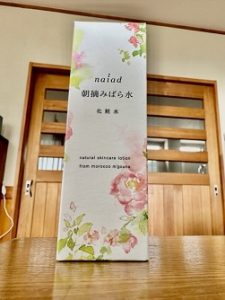 naiad
朝摘みばら水
化粧水
natural skincare lotion
from morocco m'gouna